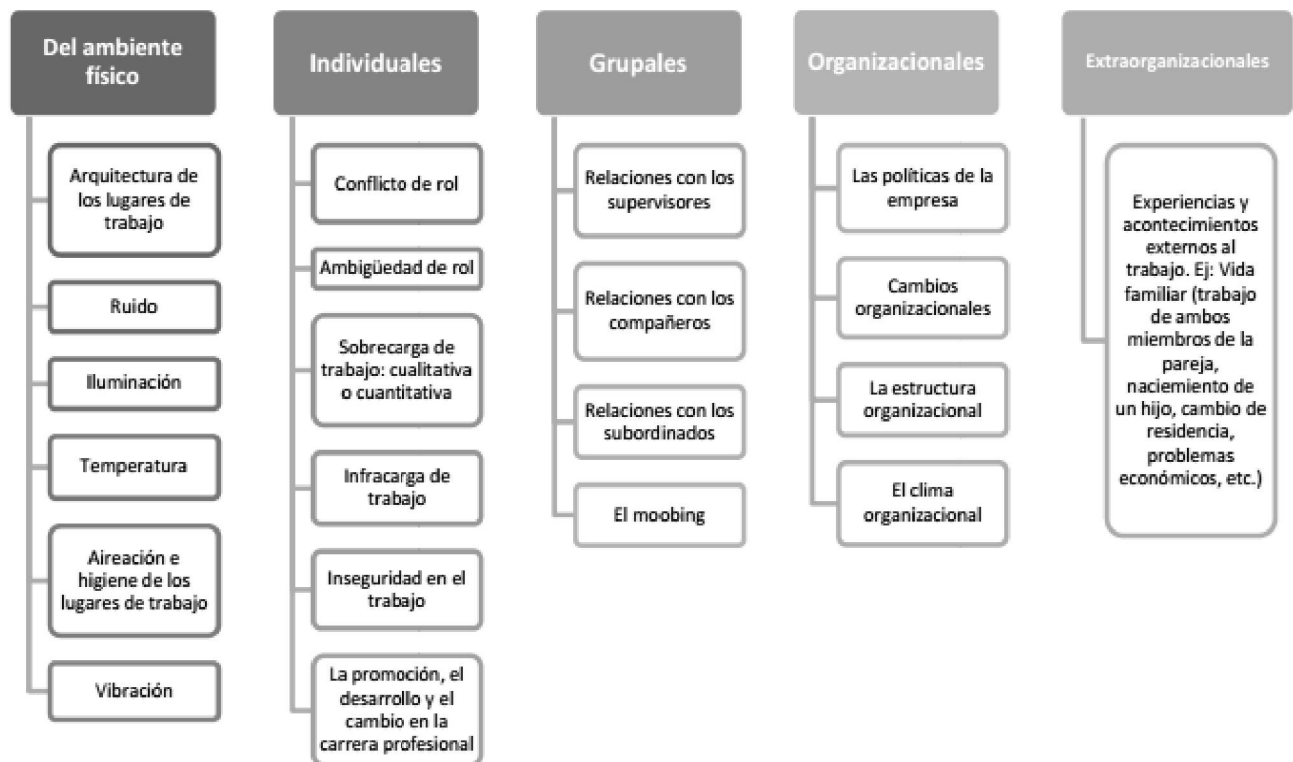 Del ambiente
físico
Arquitectura de
los lugares de
trabajo
Ruido
Iluminación
Temperatura
Aireación e
higiene de los
lugares de trabajo
Vibración
Individuales
Conflicto de rol
Ambigüedad de rol
Sobrecarga de
trabajo: cualitativa
o cuantitativa
Infracarga de
trabajo
Inseguridad en el
trabajo
La promoción, el
desarrollo y el
cambio en la
carrera profesional
Grupales
Relaciones con los
supervisores
Relaciones con los
compañeros
Relaciones con los
subordinados
El moobing
Organizacionales
Las políticas de la
empresa
Cambios
organizacionales
La estructura
organizacional
El clima
organizacional
Extraorganizacionales
Experiencias y
acontecimientos
externos al
trabajo. Ej: Vida
familiar (trabajo
de ambos
miembros de la
pareja,
naciemiento de
un hijo, cambio de
residencia,
problemas
económicos, etc.)